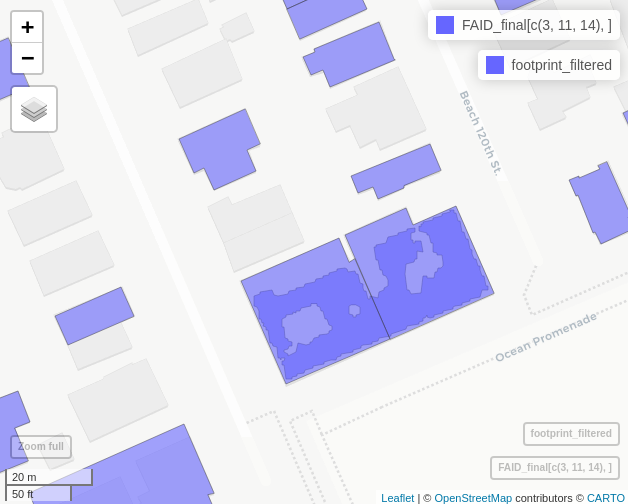 +
FAID_final[c(3, 11, 14), ]
−
footprint_filtered
Beach 120th St.
Ocean Promenade
Zoom full
footprint_filtered
20 m
FAID_final[c(3, 11, 14), ]
50 ft
Leaflet | © OpenStreetMap contributors © CARTO